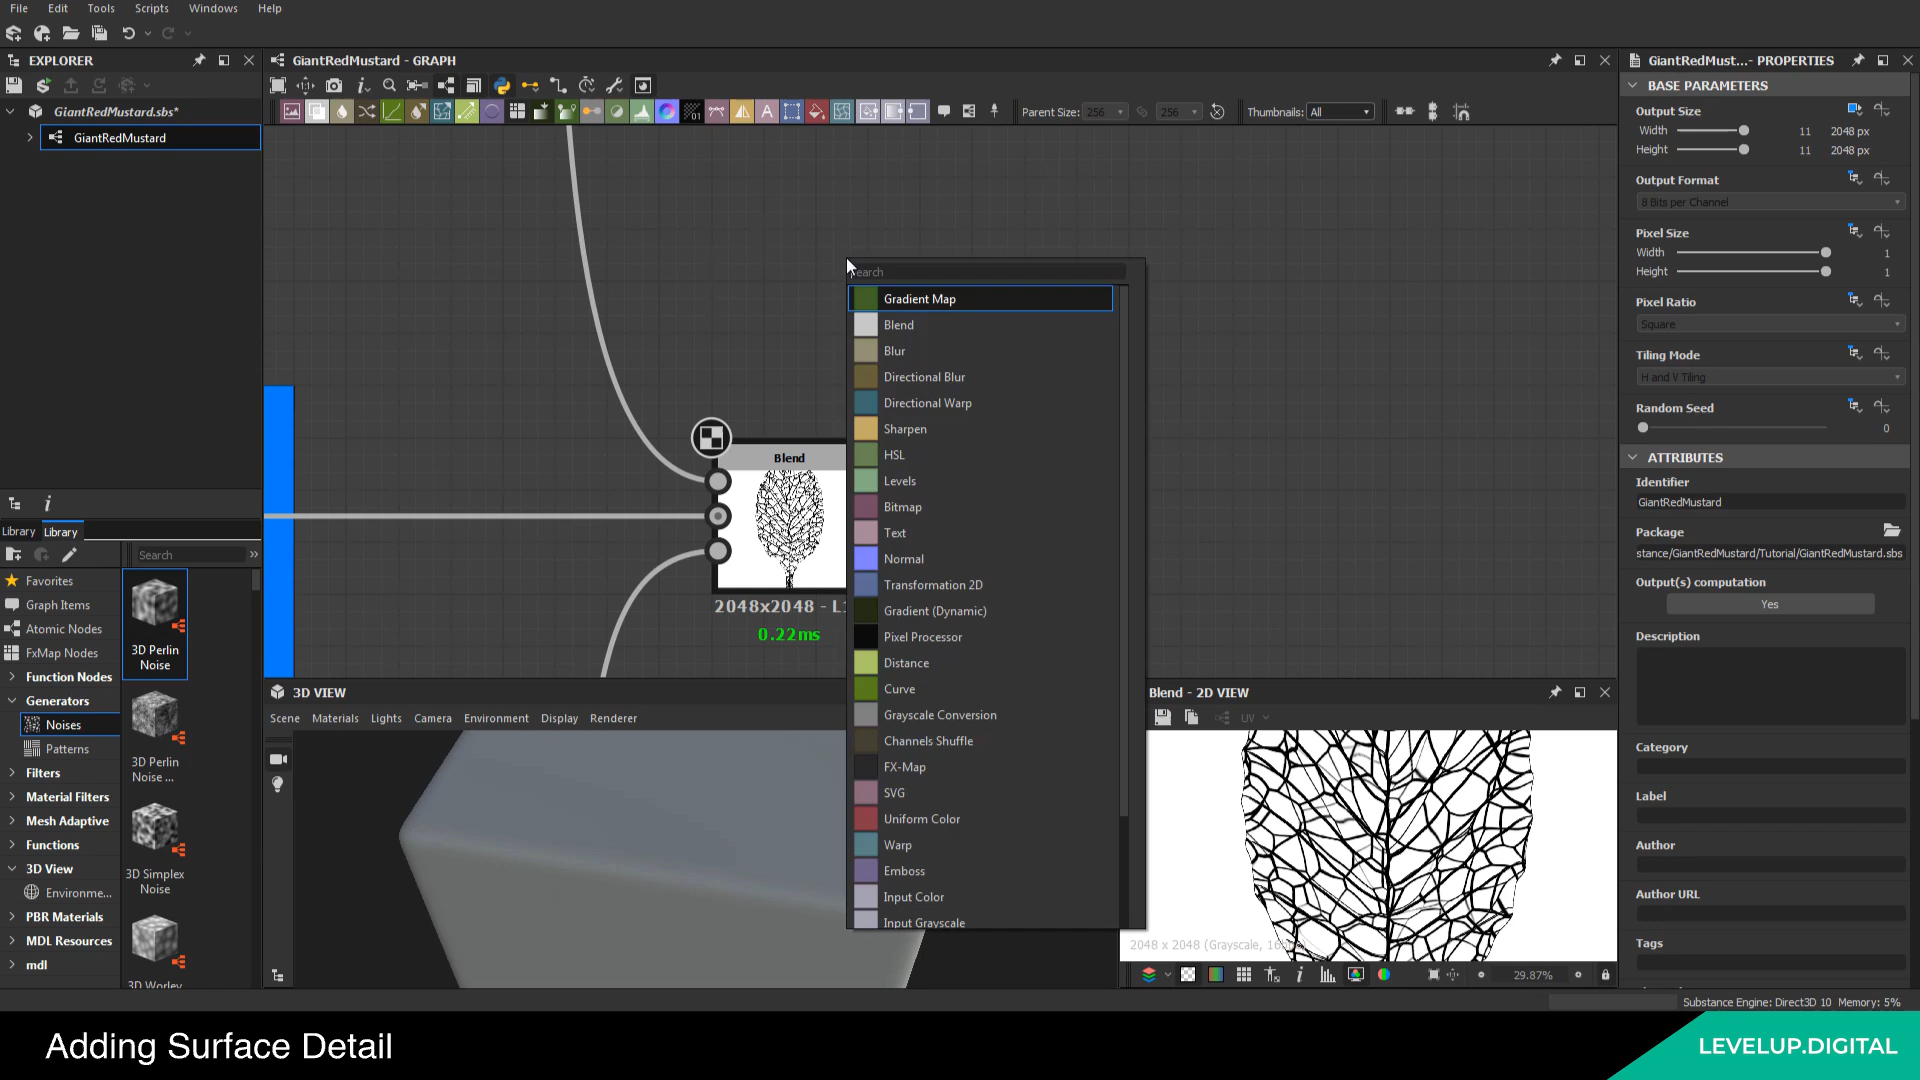 File Edit Tools Scripts Windows Help
EXPLORER
GiantRedMustard.sbs*
GiantRedMustard
Library Library
Search »
Favorites
Graph Items
Atomic Nodes
FxMap Nodes
Function Nodes
Generators
Noises
Patterns
Filters
Material Filters
Mesh Adaptive
Functions
3D View
Environme...
PBR Materials
MDL Resources
mdl
3D Perlin
Noise
3D Perlin
Noise ...
3D Simplex
Noise
3D Worley
GiantRedMustard - GRAPH
Parent Size: 256 256 Thumbnails: All
Blend
2048x2048 - L1
0.22ms
Gradient Map
Blend
Blur
Directional Blur
Directional Warp
Sharpen
HSL
Levels
Bitmap
Text
Normal
Transformation 2D
Gradient (Dynamic)
Pixel Processor
Distance
Curve
Grayscale Conversion
Channels Shuffle
FX-Map
SVG
Uniform Color
Warp
Emboss
Input Color
Input Grayscale
3D VIEW
Scene Materials Lights Camera Environment Display Renderer
Blend - 2D VIEW
UV
2048 x 2048 (Grayscale,
29.87%
GiantRedMust...- PROPERTIES
BASE PARAMETERS
Output Size
Width 11 2048 px
Height 11 2048 px
Output Format
8 Bits per Channel
Pixel Size
Width 1
Height 1
Pixel Ratio
Square
Tiling Mode
H and V Tiling
Random Seed
0
ATTRIBUTES
Identifier
GiantRedMustard
Package
stance/GiantRedMustard/Tutorial/GiantRedMustard.sbs
Output(s) computation
Yes
Description
Category
Label
Author
Author URL
Tags
Substance Engine: Direct3D 10 Memory: 5%
Adding Surface Detail
LEVELUP.DIGITAL